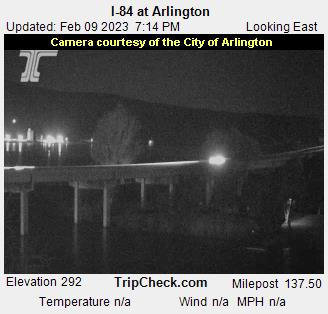 I-84 at Arlington
Updated: Feb 09 2023 7:14 PM Looking East
Camera courtesy of the City of Arlington
Elevation 292 TripCheck.com Milepost 137.50
Temperature n/a Wind n/a MPH n/a